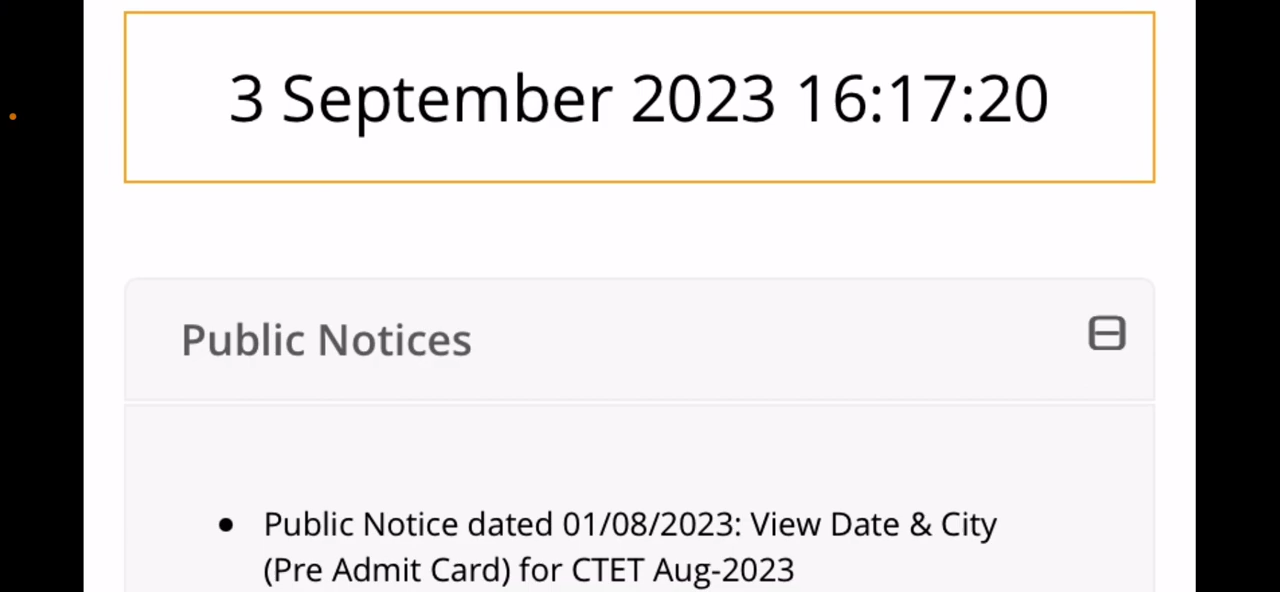 3 September 2023 16:17:20
Public Notices
• Public Notice dated 01/08/2023: View Date & City
(Pre Admit Card) for CTET Aug-2023